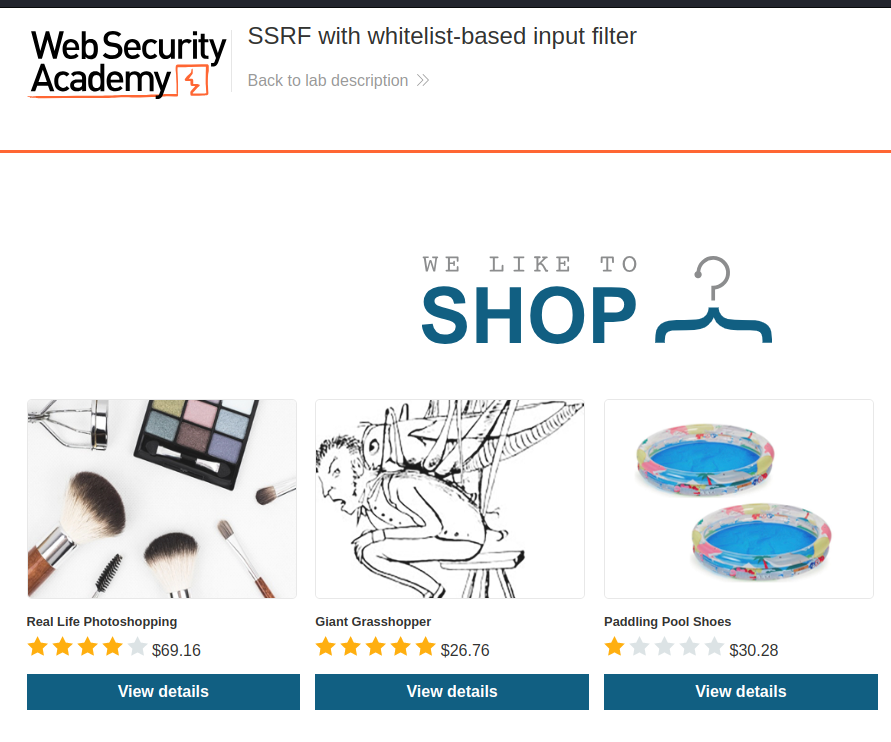 SSRF with whitelist-based input filter
Web Security
Academy
Back to lab description
WE LIKE TO
SHOP
Real Life Photoshopping
Giant Grasshopper
Paddling Pool Shoes
$69.16
$26.76
$30.28
View details
View details
View details